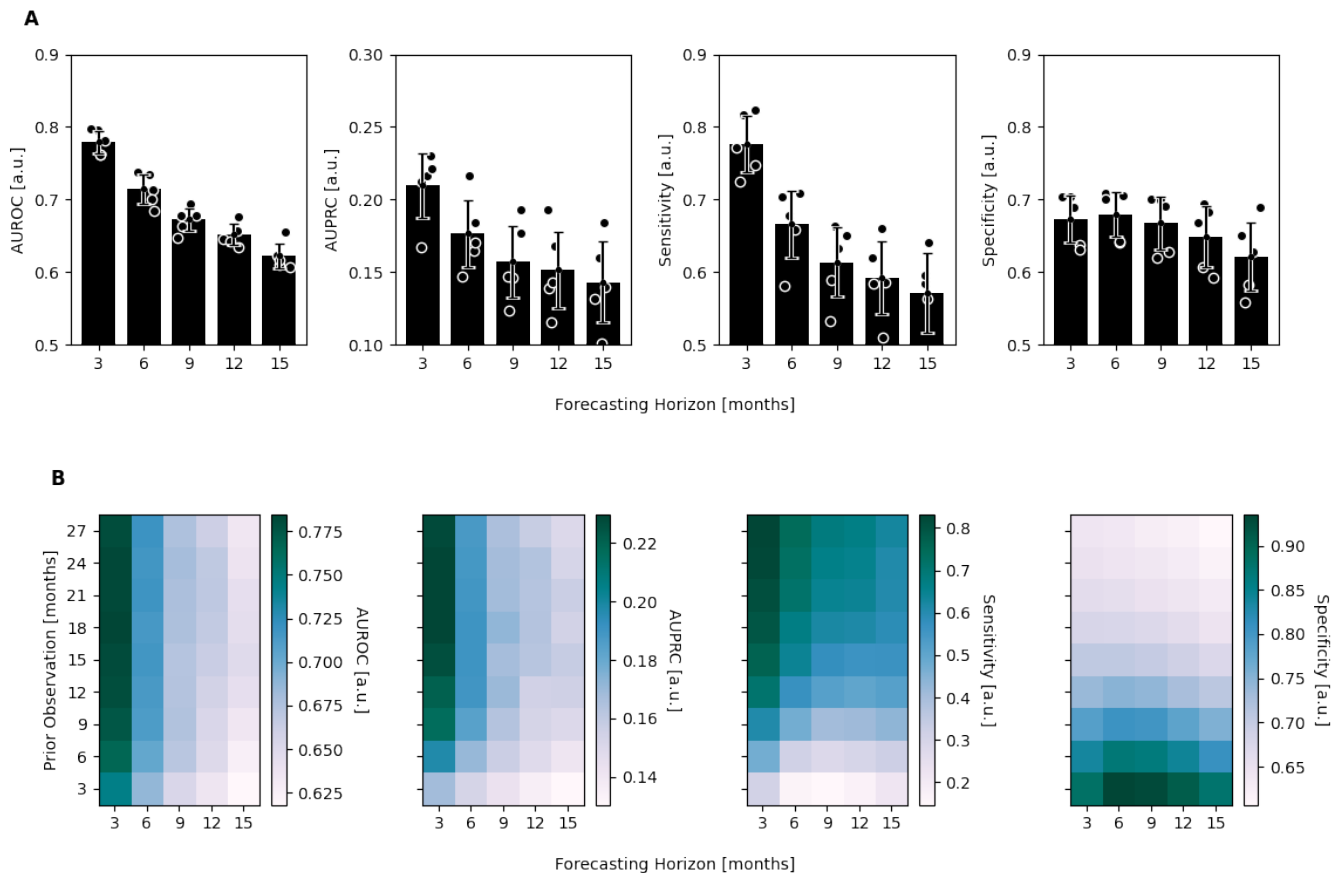 A
0.9 0.8 0.7 0.6 0.5
AUROC [a.u.]
3 6 9 12 15
0.30 0.25 0.20 0.15 0.10
AUPRC [a.u.]
3 6 9 12 15
0.9 0.8 0.7 0.6 0.5
Sensitivity [a.u.]
3 6 9 12 15
0.9 0.8 0.7 0.6 0.5
Specificity [a.u.]
3 6 9 12 15
Forecasting Horizon [months]
B
Prior Observation [months]
27 24 21 18 15 12 9 6 3
3 6 9 12 15
0.775 0.750 0.725 0.700 0.675 0.650 0.625
AUROC [a.u.]
3 6 9 12 15
0.22 0.20 0.18 0.16 0.14
AUPRC [a.u.]
3 6 9 12 15
0.8 0.7 0.6 0.5 0.4 0.3 0.2
Sensitivity [a.u.]
3 6 9 12 15
0.90 0.85 0.80 0.75 0.70 0.65
Specificity [a.u.]
Forecasting Horizon [months]